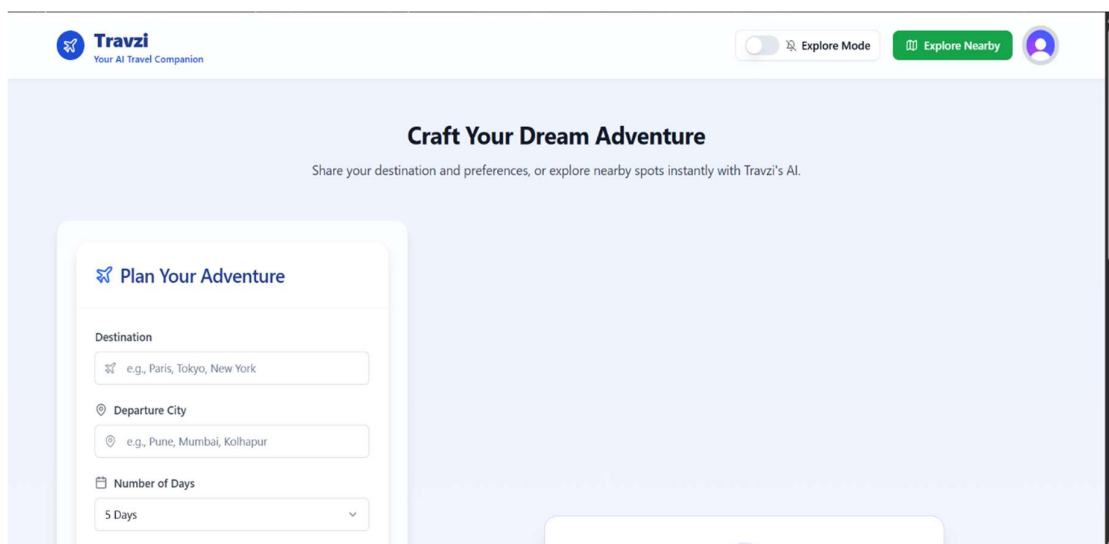 Travzi
Your AI Travel Companion
Explore Mode
Explore Nearby
Craft Your Dream Adventure
Share your destination and preferences, or explore nearby spots instantly with Travzi's AI.
Plan Your Adventure
Destination
e.g., Paris, Tokyo, New York
Departure City
e.g., Pune, Mumbai, Kolhapur
Number of Days
5 Days